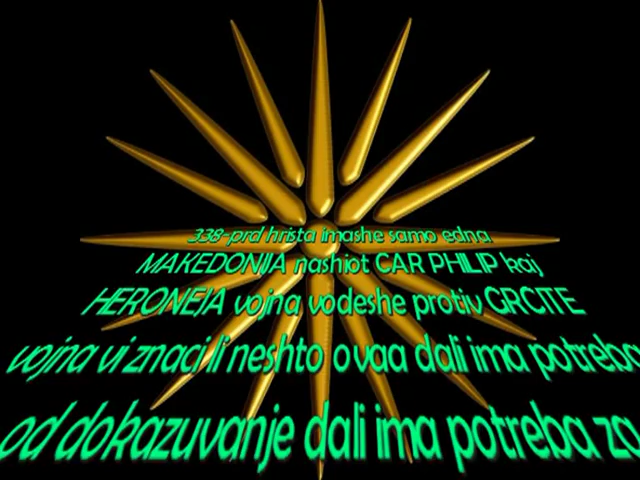 338-prd hrista imashe samo edna
MAKEDONIJA nashiot CAR PHILIP kaj
HERONEJA vojna vodeshe protiv GRCITE
vojna vi znaci li neshto ovaa dali ima potreba
od dokazuvanje dali ima potreba za